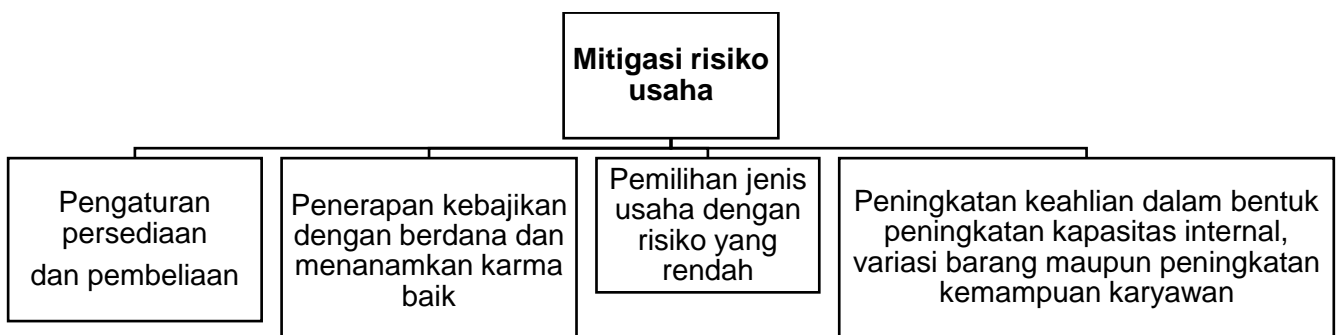 Mitigasi risiko
usaha
Pengaturan
persediaan
dan pembeliaan
Penerapan kebajikan
dengan berdana dan
menanamkan karma
baik
Pemilihan jenis
usaha dengan
risiko yang
rendah
Peningkatan keahlian dalam bentuk
peningkatan kapasitas internal,
variasi barang maupun peningkatan
kemampuan karyawan